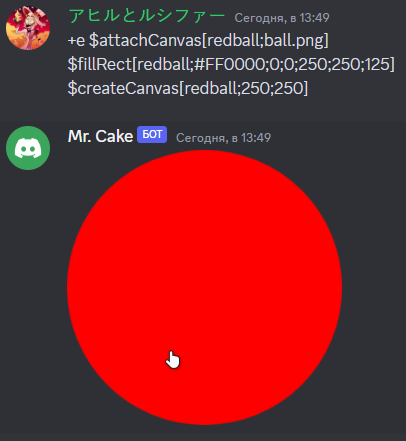 アヒルとルシファー Сегодня, в 13:49
+e $attachCanvas[redball;ball.png]
$fillRect[redball;#FF0000;0;0;250;250;125]
$createCanvas[redball;250;250]
Mr. Cake БОТ Сегодня, в 13:49